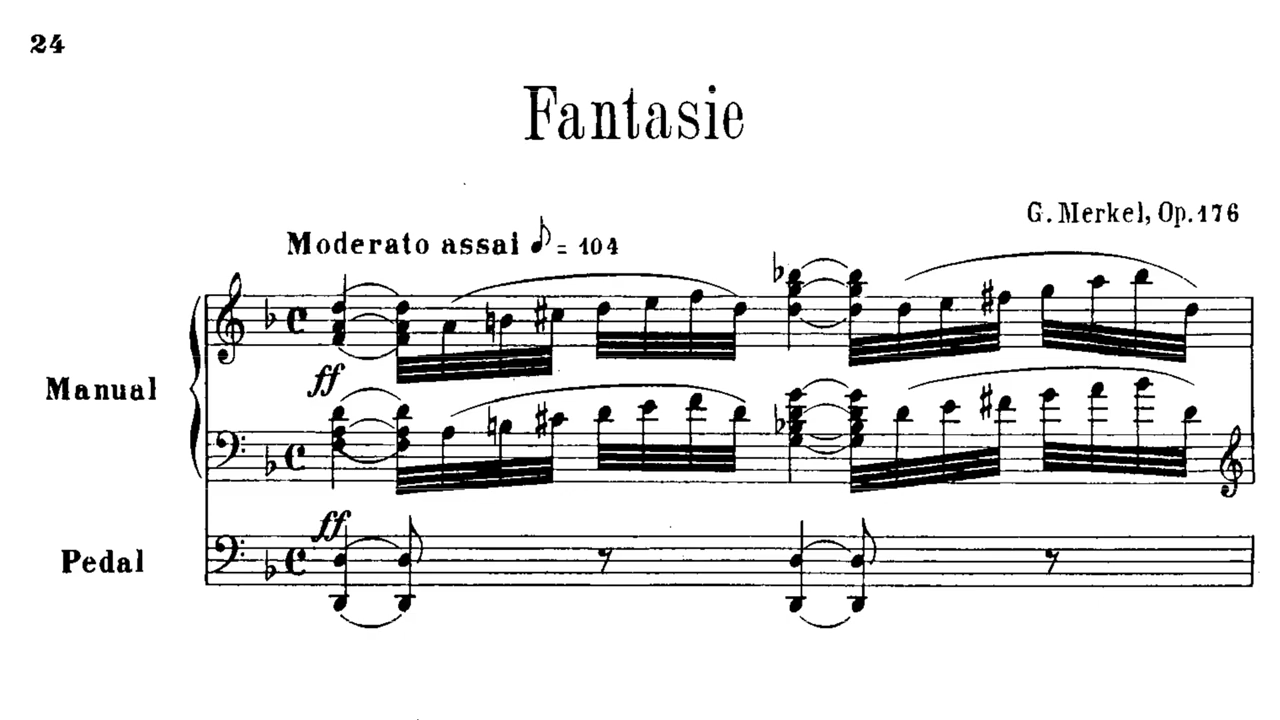 24
Fantasie
G. Merkel, Op. 176
Moderato assai ♪ = 104
Manual
ff
ff
Pedal